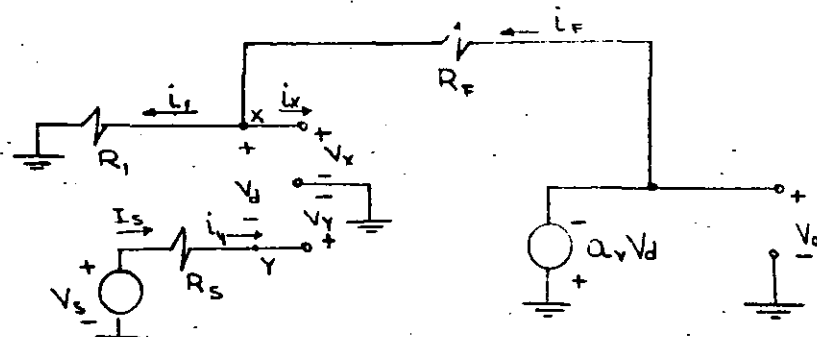 i_F
R_F
i_1
X
i_x
+
+
V_x
R_1
−
V_d
−
−
V_Y
+
I_S
i_y
Y
R_S
+
V_S
−
−
a_v V_d
+
+
V_o
−